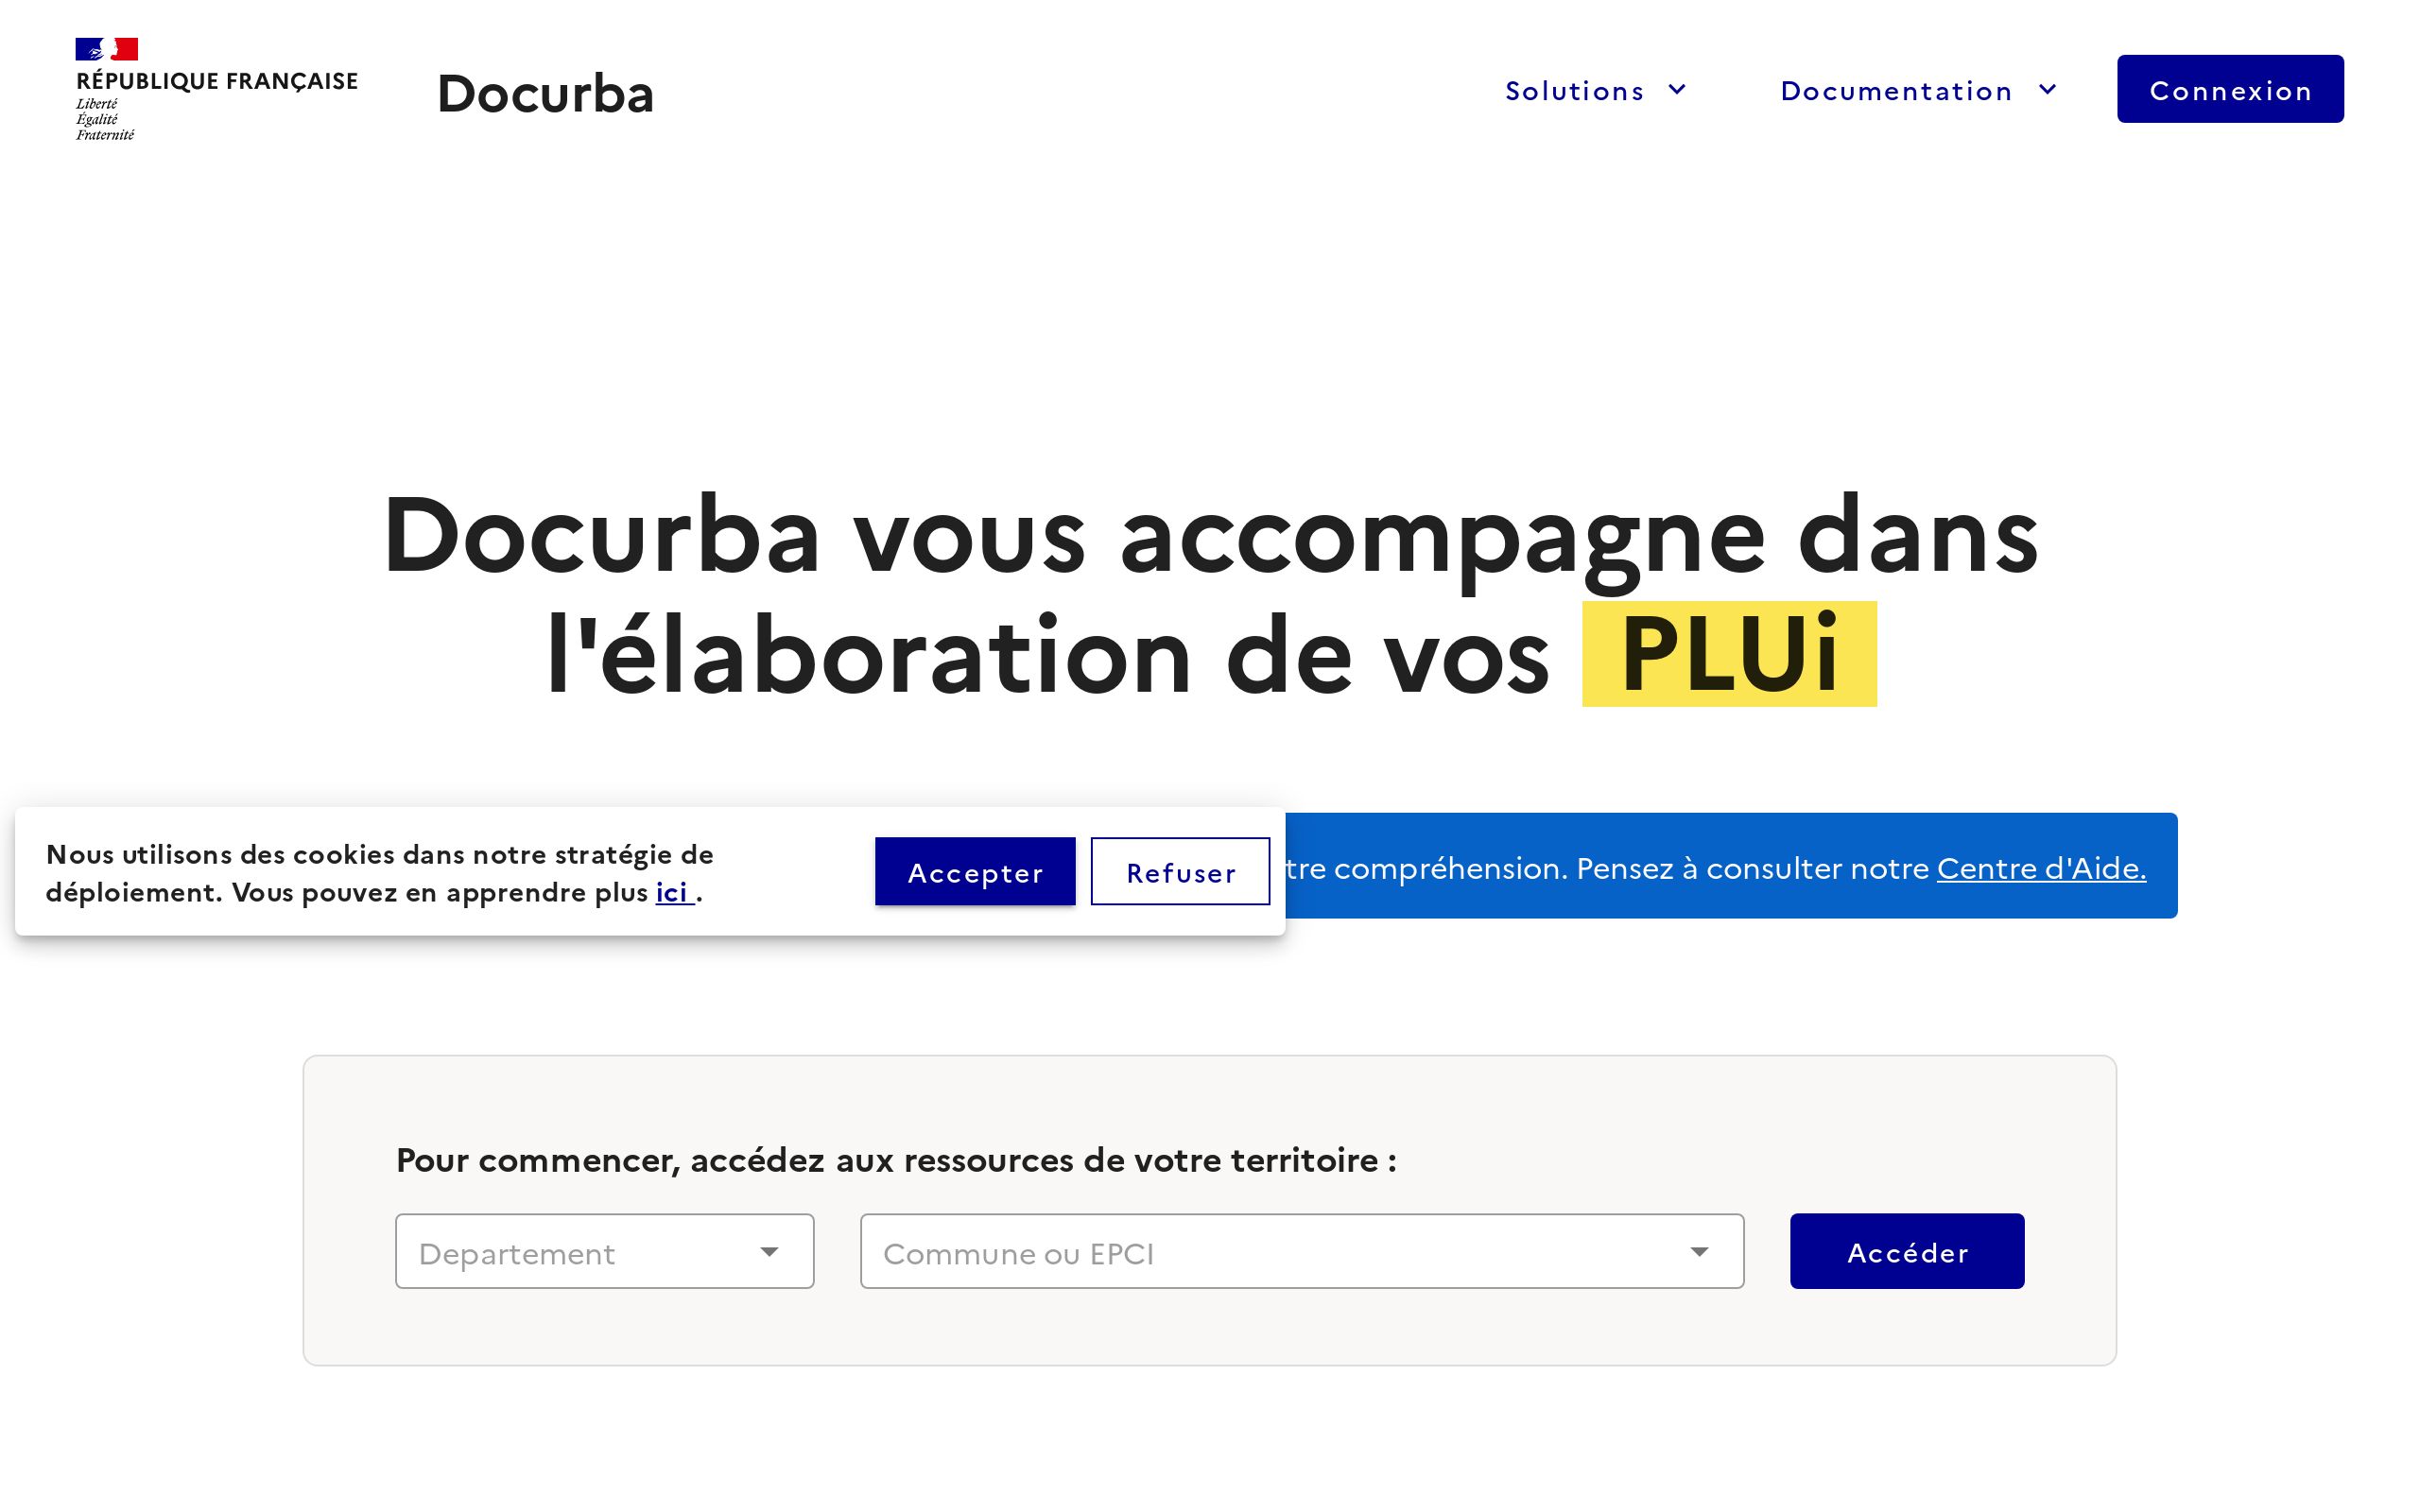 RÉPUBLIQUE FRANÇAISE
Liberté
Égalité
Fraternité
Docurba
Solutions
Documentation
Connexion
Docurba vous accompagne dans
l'élaboration de vos PLUi
Nous utilisons des cookies dans notre stratégie de
déploiement. Vous pouvez en apprendre plus ici .
Accepter
Refuser
compréhension. Pensez à consulter notre Centre d'Aide.
Pour commencer, accédez aux ressources de votre territoire :
Departement
Commune ou EPCI
Accéder